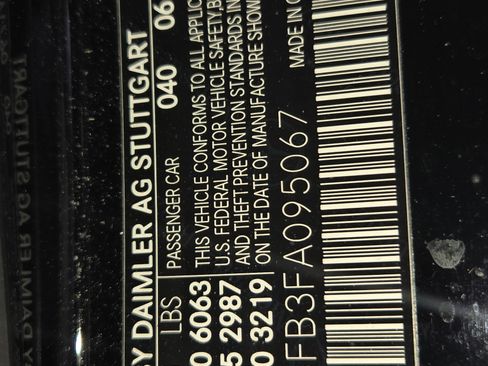 BY DAIMLER AG STUTTGART
040 06
LBS PASSENGER CAR
0 6063 THIS VEHICLE CONFORMS TO ALL APPLIC
5 2987 U.S. FEDERAL MOTOR VEHICLE SAFETY, B
AND THEFT PREVENTION STANDARDS IN
0 3219 ON THE DATE OF MANUFACTURE SHOW
FB3FA095067 MADE IN